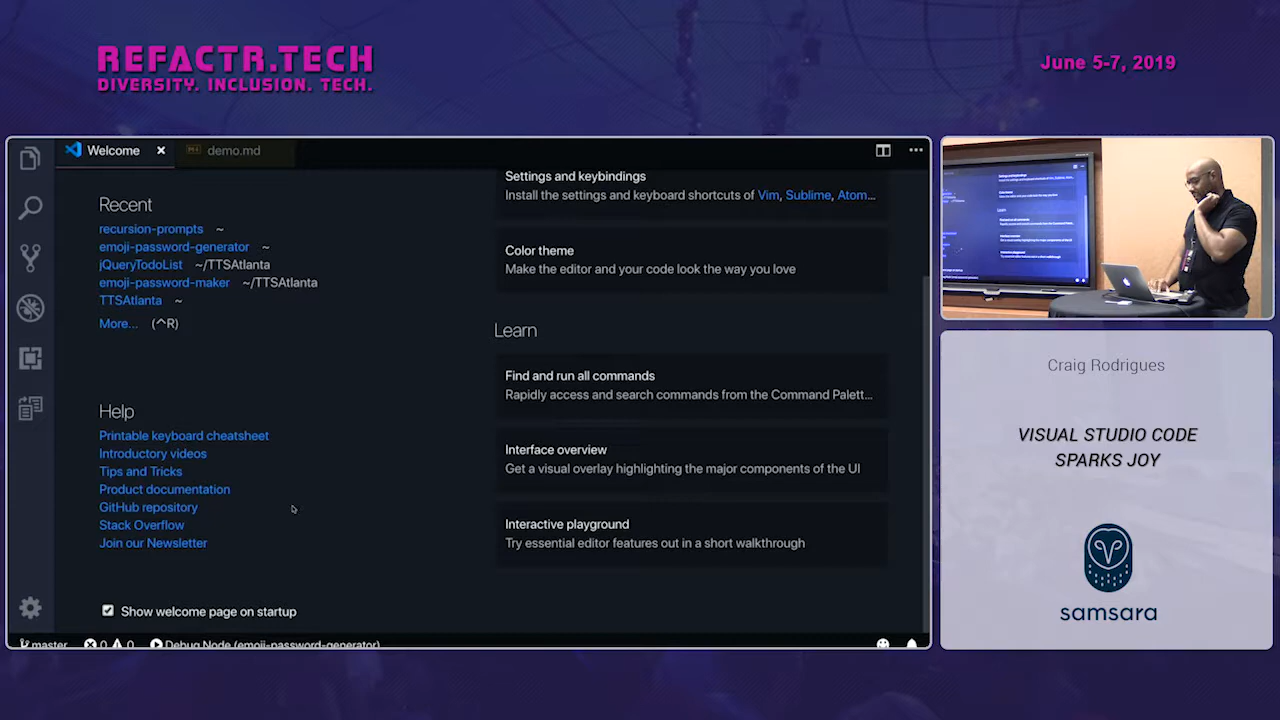 REFACTR.TECH
DIVERSITY. INCLUSION. TECH.
June 5-7, 2019
Welcome
demo.md
Recent
recursion-prompts ~
emoji-password-generator ~
jQueryTodoList ~/TTSAtlanta
emoji-password-maker ~/TTSAtlanta
TTSAtlanta ~
More... (^R)
Help
Printable keyboard cheatsheet
Introductory videos
Tips and Tricks
Product documentation
GitHub repository
Stack Overflow
Join our Newsletter
Show welcome page on startup
Settings and keybindings
Install the settings and keyboard shortcuts of Vim, Sublime, Atom...
Color theme
Make the editor and your code look the way you love
Learn
Find and run all commands
Rapidly access and search commands from the Command Palett...
Interface overview
Get a visual overlay highlighting the major components of the UI
Interactive playground
Try essential editor features out in a short walkthrough
master 0 0 Debug Node (emoji-password-generator)
Craig Rodrigues
VISUAL STUDIO CODE
SPARKS JOY
samsara